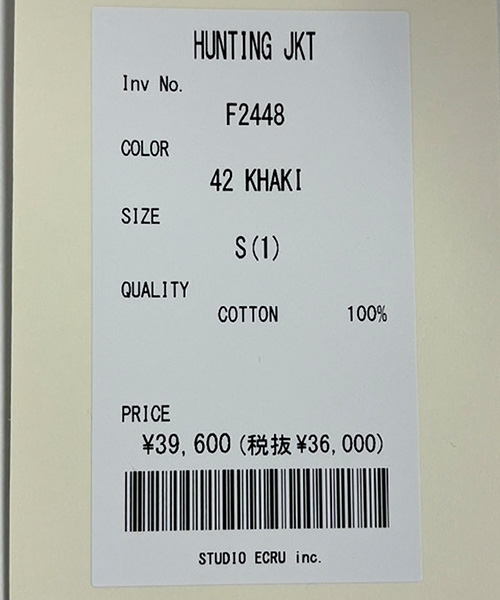 HUNTING JKT
Inv No.
F2448
COLOR
42 KHAKI
SIZE
S(1)
QUALITY
COTTON 100%
PRICE
¥39,600(税抜¥36,000)
STUDIO ECRU inc.